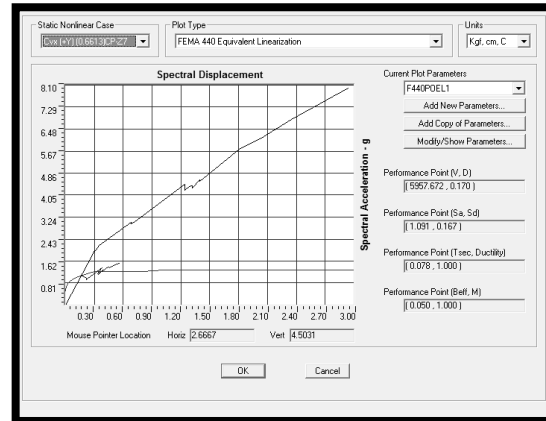 Static Nonlinear Case
Cvx (+Y) (0.6613)CP\Z7
Plot Type
FEMA 440 Equivalent Linearization
Units
Kgf, cm, C
Spectral Displacement
8.10
7.29
6.48
5.67
4.86
4.05
3.24
2.43
1.62
0.81
0.30 0.60 0.90 1.20 1.50 1.80 2.10 2.40 2.70 3.00
Spectral Acceleration - g
Mouse Pointer Location Horiz 2.6667 Vert 4.5031
Current Plot Parameters
F440POEL1
Add New Parameters...
Add Copy of Parameters...
Modify/Show Parameters...
Performance Point (V, D)
( 5957.672 , 0.170 )
Performance Point (Sa, Sd)
( 1.091 , 0.167 )
Performance Point (Tsec, Ductility)
( 0.078 , 1.000 )
Performance Point (Beff, M)
( 0.050 , 1.000 )
OK Cancel